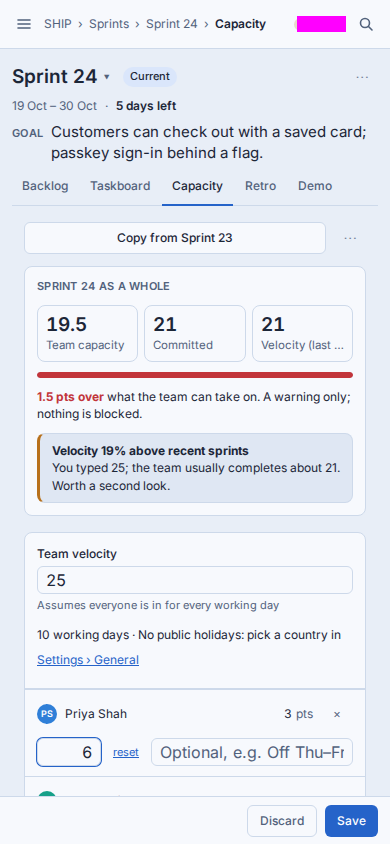 SHIP › Sprints › Sprint 24 › Capacity
Sprint 24 ▾ Current ...
19 Oct – 30 Oct · 5 days left
GOAL Customers can check out with a saved card;
passkey sign-in behind a flag.
Backlog Taskboard Capacity Retro Demo
Copy from Sprint 23 ...
SPRINT 24 AS A WHOLE
19.5 21 21
Team capacity Committed Velocity (last ...
1.5 pts over what the team can take on. A warning only;
nothing is blocked.
Velocity 19% above recent sprints
You typed 25; the team usually completes about 21.
Worth a second look.
Team velocity
25
Assumes everyone is in for every working day
10 working days · No public holidays: pick a country in
Settings › General
PS Priya Shah 3 pts ×
6 reset Optional, e.g. Off Thu–Fr
Discard Save